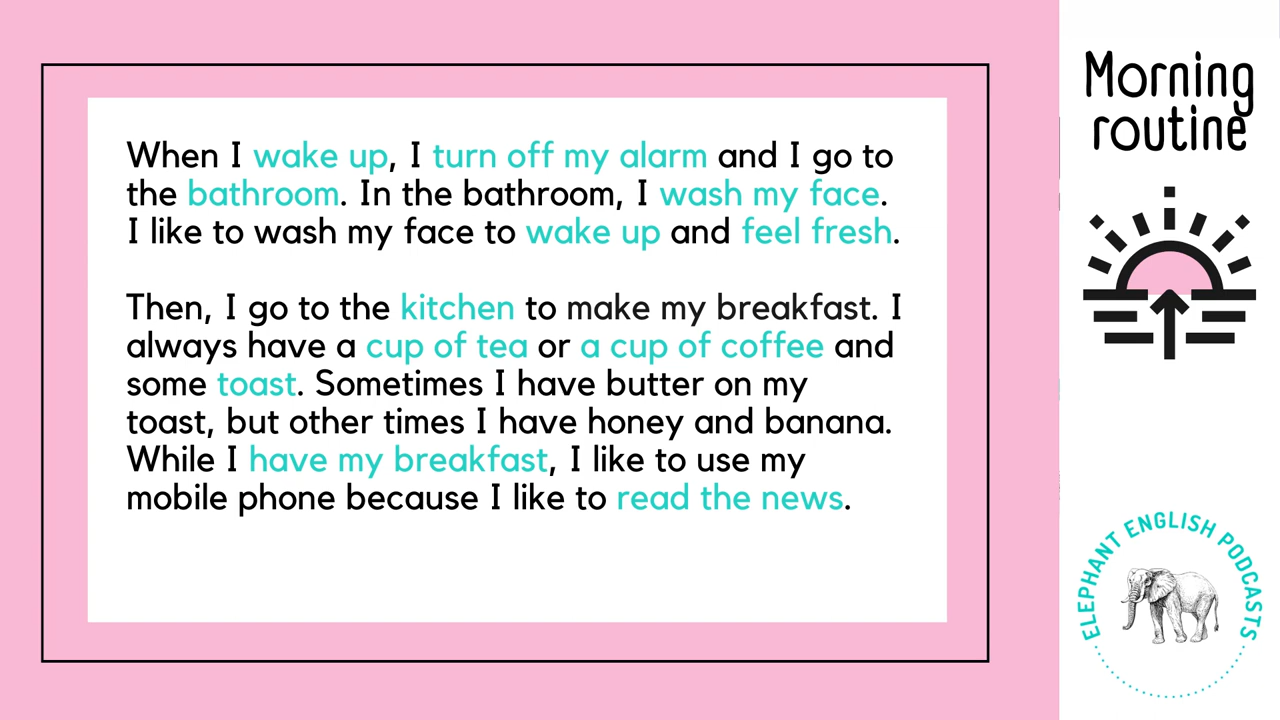 When I wake up, I turn off my alarm and I go to
the bathroom. In the bathroom, I wash my face.
I like to wash my face to wake up and feel fresh.
Then, I go to the kitchen to make my breakfast. I
always have a cup of tea or a cup of coffee and
some toast. Sometimes I have butter on my
toast, but other times I have honey and banana.
While I have my breakfast, I like to use my
mobile phone because I like to read the news.
Morning
routine
ELEPHANT ENGLISH PODCASTS